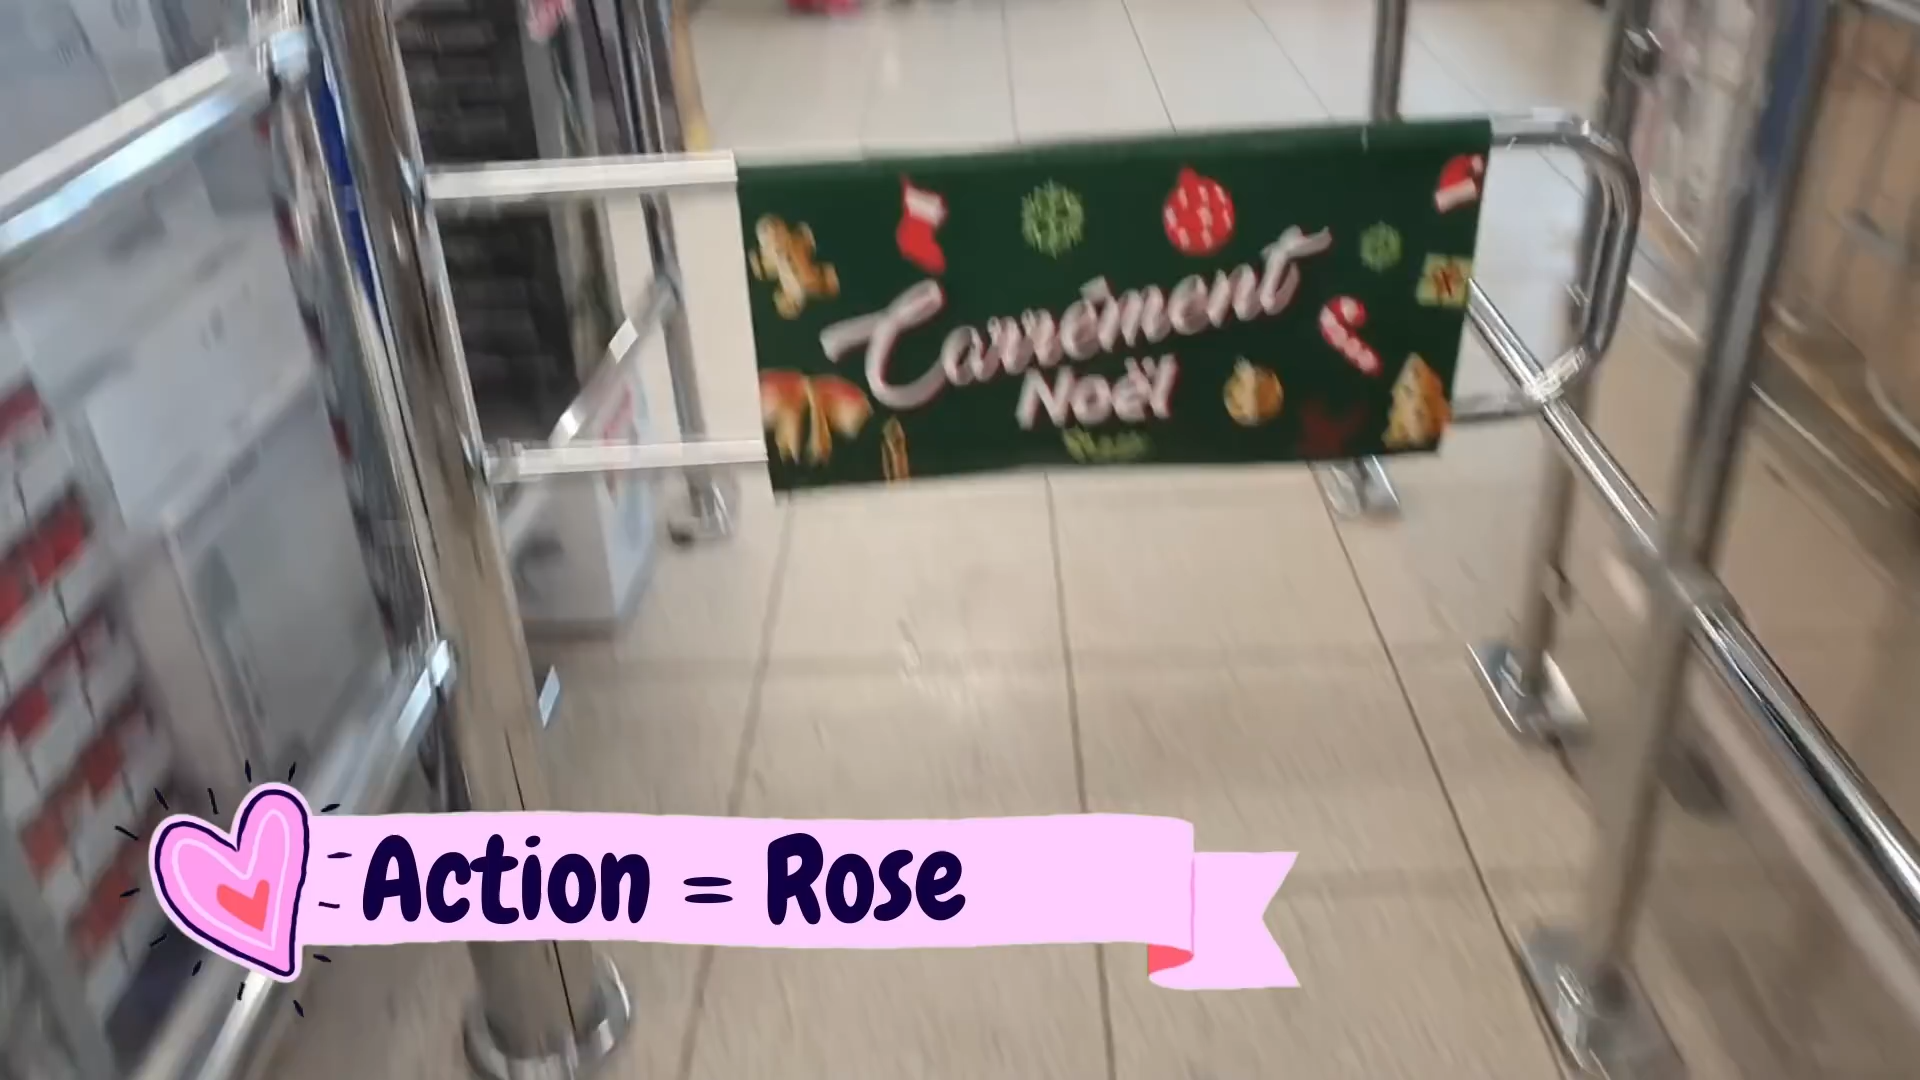 Carrément
Noël
Action = Rose